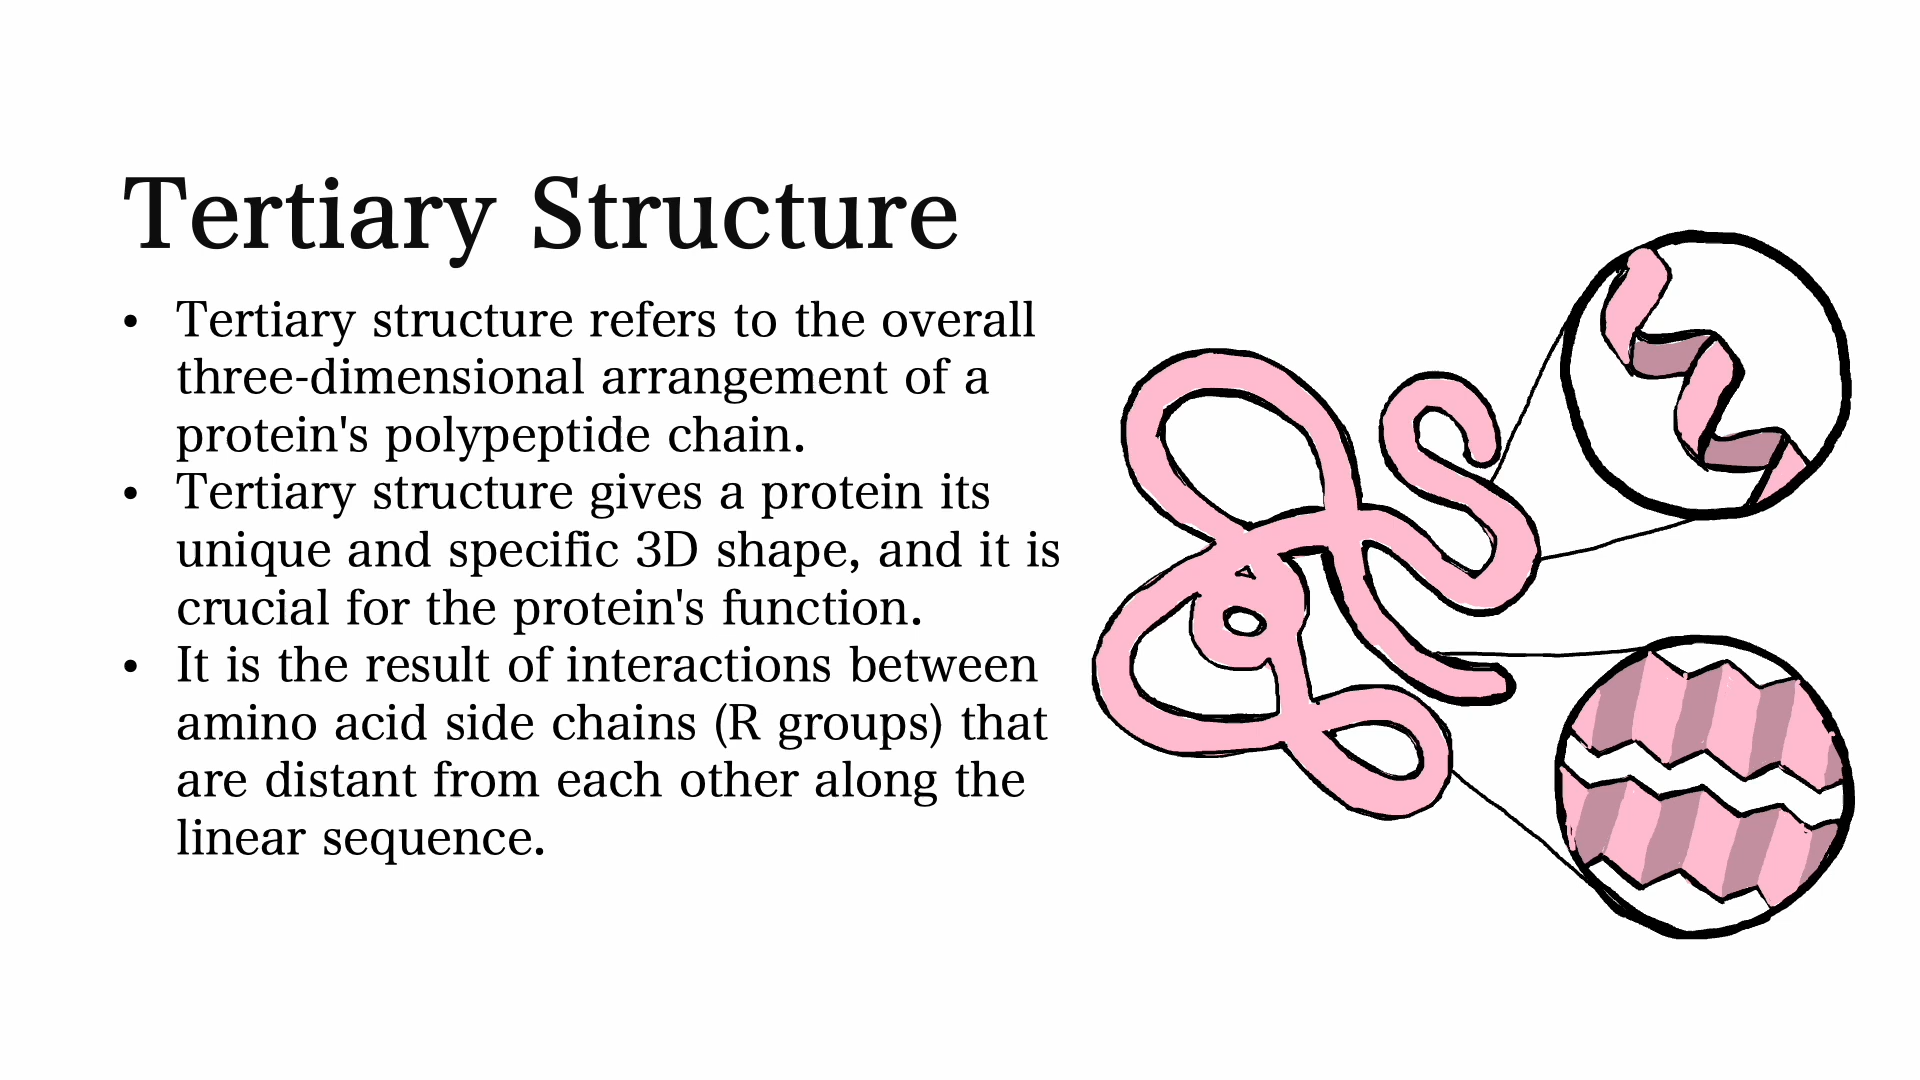 Tertiary Structure
• Tertiary structure refers to the overall
three-dimensional arrangement of a
protein's polypeptide chain.
• Tertiary structure gives a protein its
unique and specific 3D shape, and it is
crucial for the protein's function.
• It is the result of interactions between
amino acid side chains (R groups) that
are distant from each other along the
linear sequence.